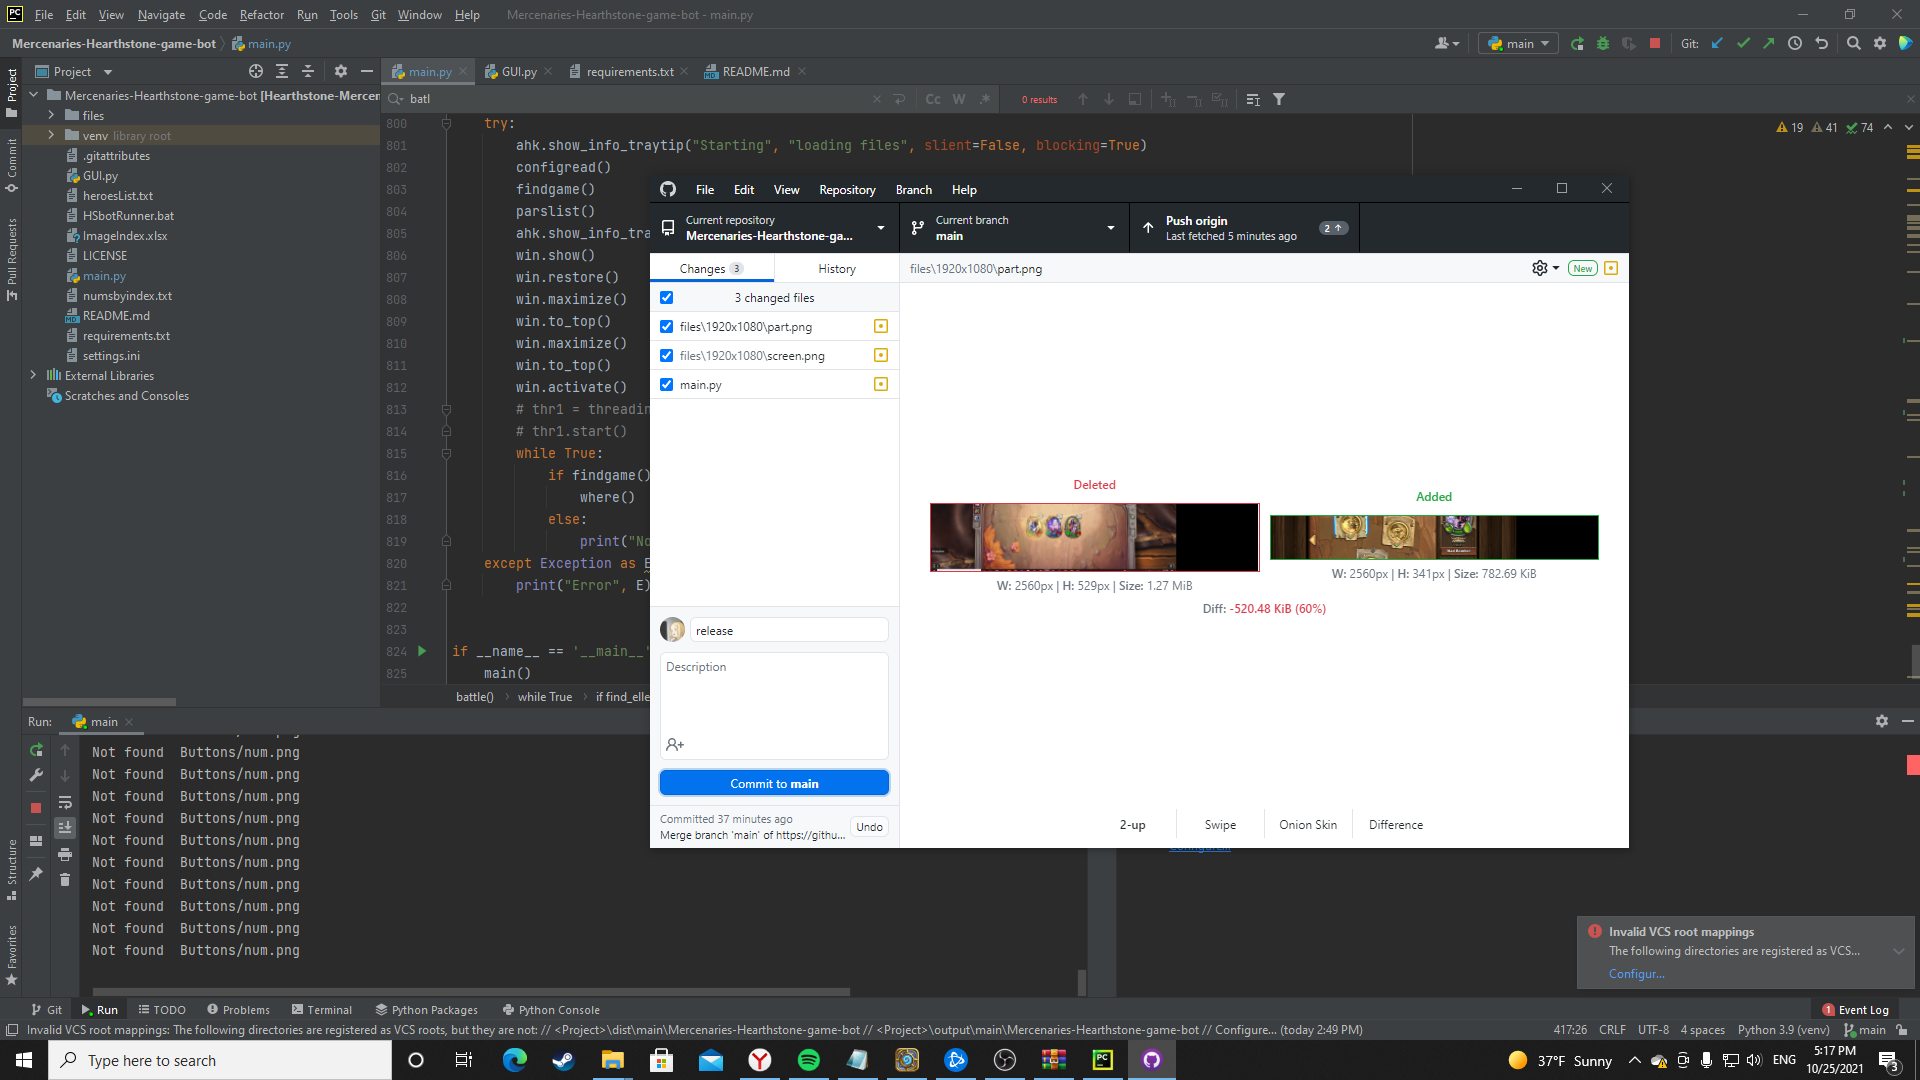 File Edit View Navigate Code Refactor Run Tools Git Window Help Mercenaries-Hearthstone-game-bot - main.py
Mercenaries-Hearthstone-game-bot main.py
main Git:
Project
main.py GUI.py requirements.txt README.md
batl Cc W .* 0 results
Mercenaries-Hearthstone-game-bot [Hearthstone-Mercen
files
venv library root
.gitattributes
GUI.py
heroesList.txt
HSbotRunner.bat
ImageIndex.xlsx
LICENSE
main.py
numsbyindex.txt
README.md
requirements.txt
settings.ini
External Libraries
Scratches and Consoles
Project
Commit
Pull Requests
Structure
Favorites
19 41 74
800 try:
801 ahk.show_info_traytip("Starting", "loading files", slient=False, blocking=True)
802 configread()
803 findgame()
804 parslist()
805 ahk.show_info_tra
806 win.show()
807 win.restore()
808 win.maximize()
809 win.to_top()
810 win.maximize()
811 win.to_top()
812 win.activate()
813 # thr1 = threadin
814 # thr1.start()
815 while True:
816 if findgame()
817 where()
818 else:
819 print("No
820 except Exception as E
821 print("Error", E)
822
823
824 if __name__ == '__main__'
825 main()
battle() while True if find_elle
File Edit View Repository Branch Help
Current repository
Mercenaries-Hearthstone-ga...
Current branch
main
Push origin
Last fetched 5 minutes ago
2
Changes 3 History
files\1920x1080\part.png New
3 changed files
files\1920x1080\part.png
files\1920x1080\screen.png
main.py
Deleted
Added
W: 2560px | H: 529px | Size: 1.27 MiB
W: 2560px | H: 341px | Size: 782.69 KiB
Diff: -520.48 KiB (60%)
release
Description
Commit to main
Committed 37 minutes ago
Merge branch 'main' of https://githu...
Undo
2-up Swipe Onion Skin Difference
Configure...
Run: main
Not found Buttons/num.png
Not found Buttons/num.png
Not found Buttons/num.png
Not found Buttons/num.png
Not found Buttons/num.png
Not found Buttons/num.png
Not found Buttons/num.png
Not found Buttons/num.png
Not found Buttons/num.png
Not found Buttons/num.png
Invalid VCS root mappings
The following directories are registered as VCS...
Configur...
Git Run TODO Problems Terminal Python Packages Python Console 1 Event Log
Invalid VCS root mappings: The following directories are registered as VCS roots, but they are not: // <Project>\dist\main\Mercenaries-Hearthstone-game-bot // <Project>\output\main\Mercenaries-Hearthstone-game-bot // Configure... (today 2:49 PM) 417:26 CRLF UTF-8 4 spaces Python 3.9 (venv) main
Type here to search
37°F Sunny
ENG
5:17 PM
10/25/2021
3